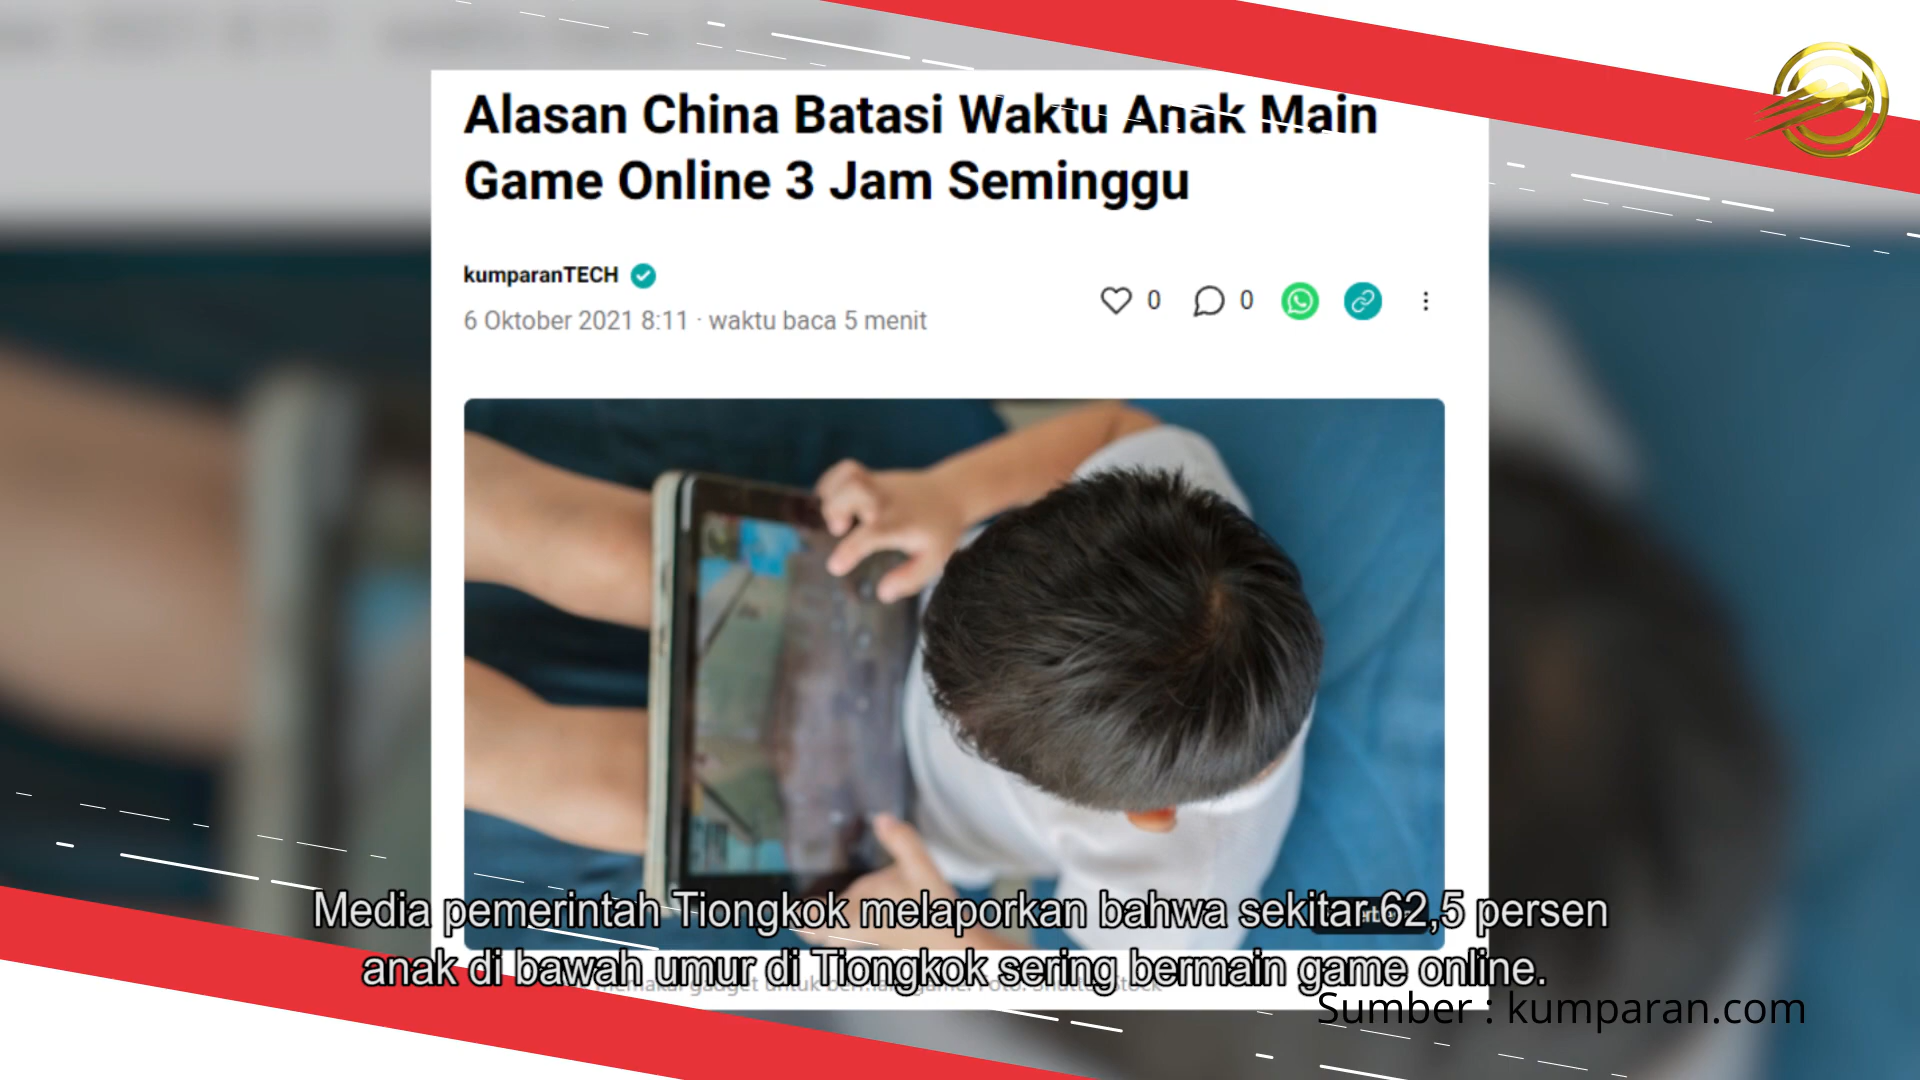 Alasan China Batasi Waktu Anak Main
Game Online 3 Jam Seminggu
kumparanTECH
6 Oktober 2021 8:11 · waktu baca 5 menit
0
0
Media pemerintah Tiongkok melaporkan bahwa sekitar 62,5 persen
anak di bawah umur di Tiongkok sering bermain game online.
Sumber : kumparan.com